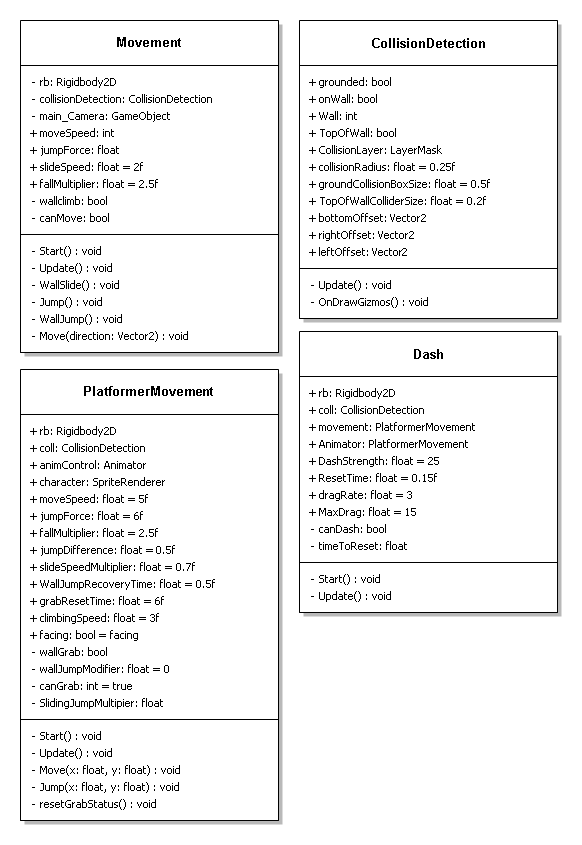 Movement
- rb: Rigidbody2D
- collisionDetection: CollisionDetection
- main_Camera: GameObject
+ moveSpeed: int
+ jumpForce: float
+ slideSpeed: float = 2f
+ fallMultiplier: float = 2.5f
- wallclimb: bool
- canMove: bool
- Start() : void
- Update() : void
- WallSlide() : void
- Jump() : void
- WallJump() : void
- Move(direction: Vector2) : void
CollisionDetection
+ grounded: bool
+ onWall: bool
+ Wall: int
+ TopOfWall: bool
+ CollisionLayer: LayerMask
+ collisionRadius: float = 0.25f
+ groundCollisionBoxSize: float = 0.5f
+ TopOfWallColliderSize: float = 0.2f
+ bottomOffset: Vector2
+ rightOffset: Vector2
+ leftOffset: Vector2
- Update() : void
- OnDrawGizmos() : void
PlatformerMovement
+ rb: Rigidbody2D
+ coll: CollisionDetection
+ animControl: Animator
+ character: SpriteRenderer
+ moveSpeed: float = 5f
+ jumpForce: float = 6f
+ fallMultiplier: float = 2.5f
+ jumpDifference: float = 0.5f
+ slideSpeedMultiplier: float = 0.7f
+ WallJumpRecoveryTime: float = 0.5f
+ grabResetTime: float = 6f
+ climbingSpeed: float = 3f
+ facing: bool = facing
- wallGrab: bool
- wallJumpModifier: float = 0
- canGrab: int = true
- SlidingJumpMultipier: float
- Start() : void
- Update() : void
- Move(x: float, y: float) : void
- Jump(x: float, y: float) : void
- resetGrabStatus() : void
Dash
+ rb: Rigidbody2D
+ coll: CollisionDetection
+ movement: PlatformerMovement
+ Animator: PlatformerMovement
+ DashStrength: float = 25
+ ResetTime: float = 0.15f
+ dragRate: float = 3
+ MaxDrag: float = 15
- canDash: bool
- timeToReset: float
- Start() : void
- Update() : void